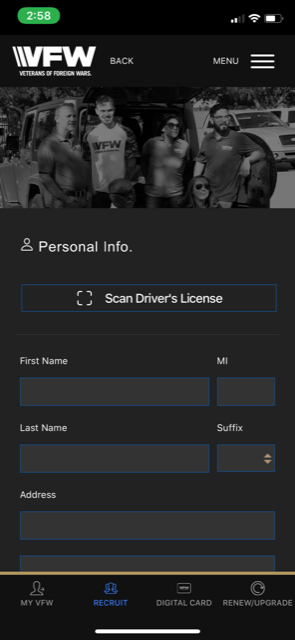 2:58
VFW
VETERANS OF FOREIGN WARS.
BACK
MENU
VFW
Personal Info.
Scan Driver's License
First Name
MI
Last Name
Suffix
Address
MY VFW
RECRUIT
DIGITAL CARD
RENEW/UPGRADE